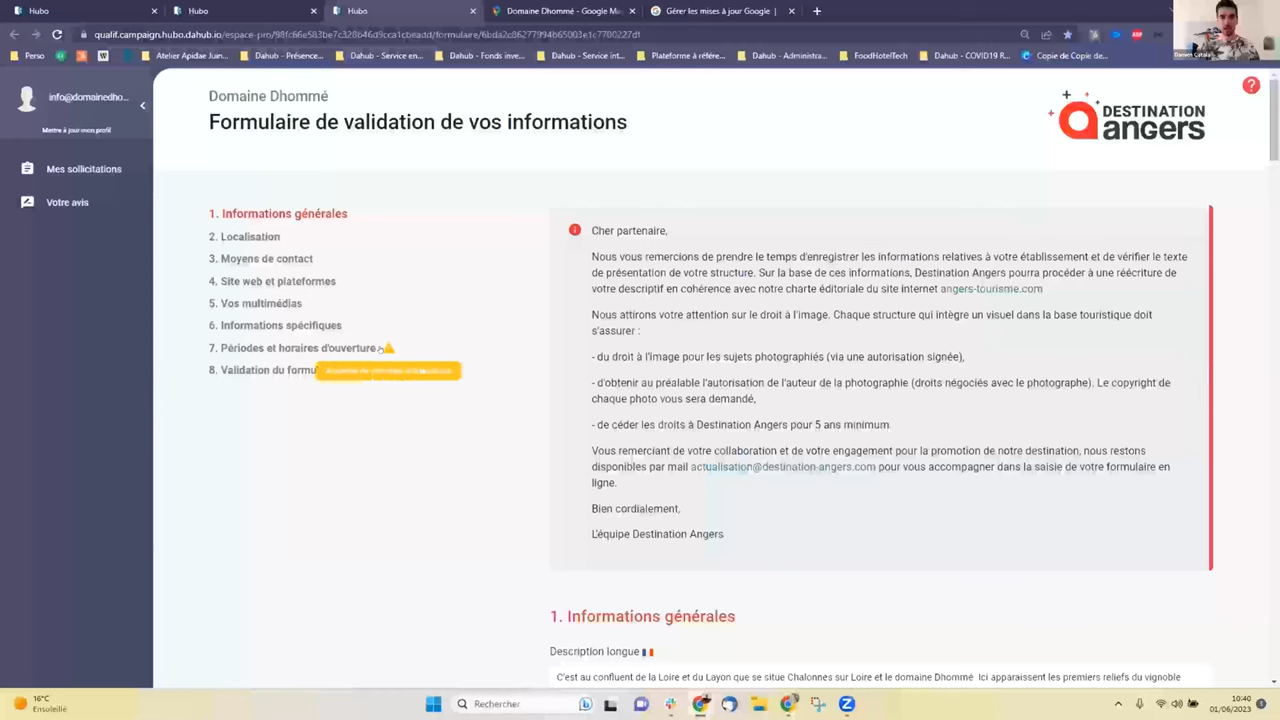 Hubo
Hubo
Hubo
Domaine Dhommé - Google M
Gérer les mises à jour Google
Perso
Atelier Apidae Juin...
Dahub - Présence...
Dahub - Service en...
Dahub - Fonds inve...
Dahub - Service int...
Plateforme à référe...
Dahub - Administra...
FoodHotelTech
Dahub - COVID19 R...
Copie de Copie de...
info@domainedho...
Mettre à jour mon profil
Mes sollicitations
Votre avis
Domaine Dhommé
Formulaire de validation de vos informations
DESTINATION
angers
?
1. Informations générales
2. Localisation
3. Moyens de contact
4. Site web et plateformes
5. Vos multimédias
6. Informations spécifiques
7. Périodes et horaires d'ouverture
8. Validation du formu
Cher partenaire,
Nous vous remercions de prendre le temps d'enregistrer les informations relatives à votre établissement et de vérifier le texte
de présentation de votre structure. Sur la base de ces informations, Destination Angers pourra procéder à une réécriture de
votre descriptif en cohérence avec notre charte éditoriale du site internet angers-tourisme.com
Nous attirons votre attention sur le droit à l'image. Chaque structure qui intègre un visuel dans la base touristique doit
s'assurer :
- du droit à l'image pour les sujets photographiés (via une autorisation signée),
- d'obtenir au préalable l'autorisation de l'auteur de la photographie (droits négociés avec le photographe). Le copyright de
chaque photo vous sera demandé,
- de céder les droits à Destination Angers pour 5 ans minimum.
Vous remerciant de votre collaboration et de votre engagement pour la promotion de notre destination, nous restons
disponibles par mail actualisation@destination-angers.com pour vous accompagner dans la saisie de votre formulaire en
ligne.
Bien cordialement,
L'équipe Destination Angers
1. Informations générales
Description longue
C'est au confluent de la Loire et du Layon que se situe Chalonnes sur Loire et le domaine Dhommé Ici apparaissent les premiers reliefs du vignoble
16°C
Ensoleillé
Rechercher
10:40
01/06/2023